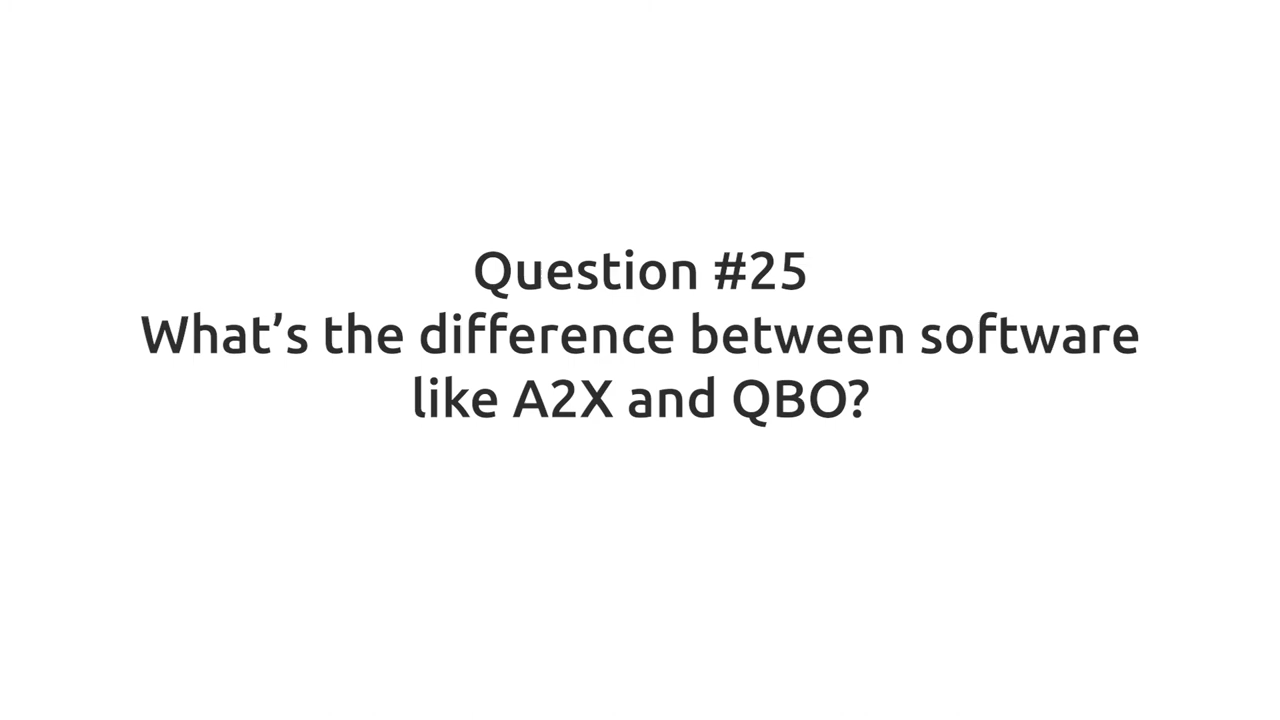 Question #25
What’s the difference between software
like A2X and QBO?